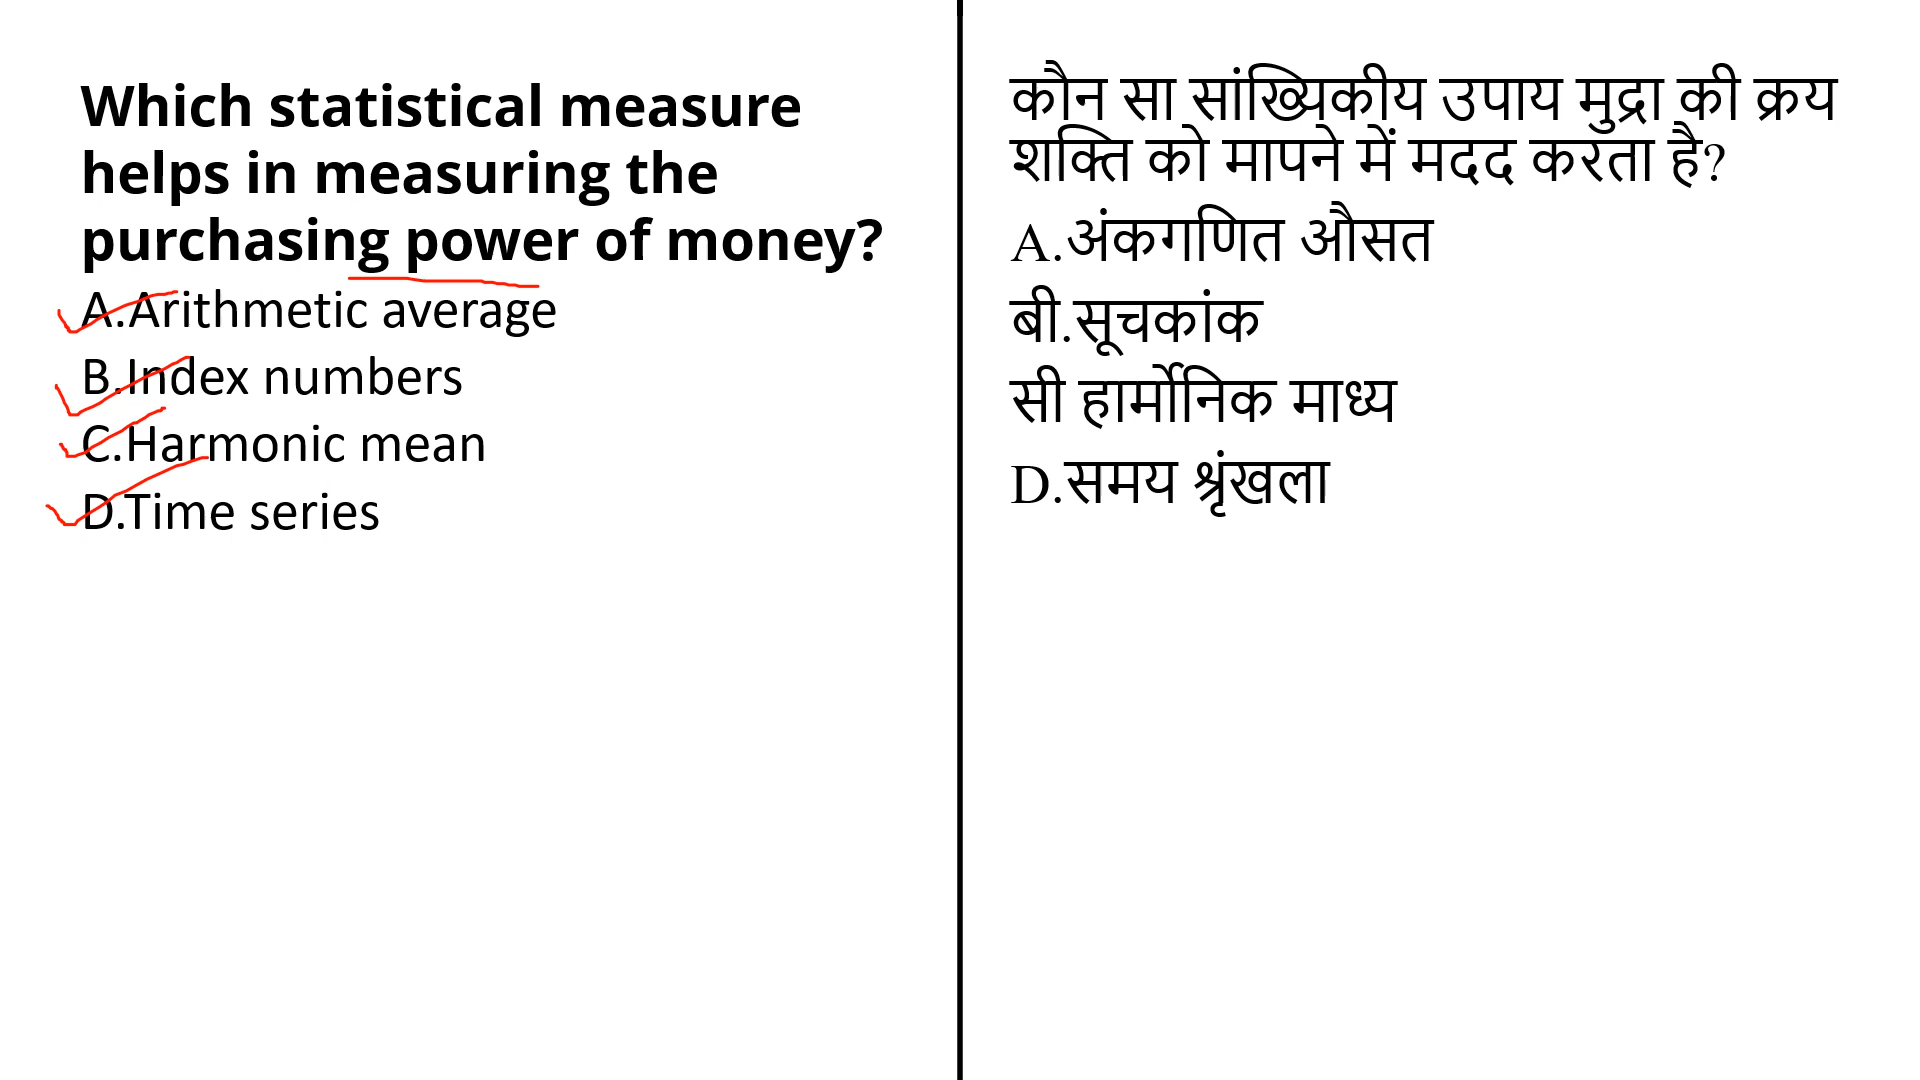 Which statistical measure
helps in measuring the
purchasing power of money?
A.Arithmetic average
B.Index numbers
C.Harmonic mean
D.Time series
कौन सा सांख्यिकीय उपाय मुद्रा की क्रय
शक्ति को मापने में मदद करता है?
A.अंकगणित औसत
बी.सूचकांक
सी हार्मोनिक माध्य
D.समय श्रृंखला